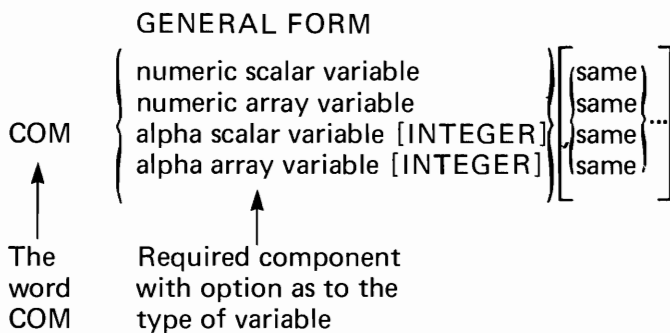 GENERAL FORM
numeric scalar variable same
numeric array variable same
COM alpha scalar variable [INTEGER] , same ...
alpha array variable [INTEGER] same
The Required component
word with option as to the
COM type of variable